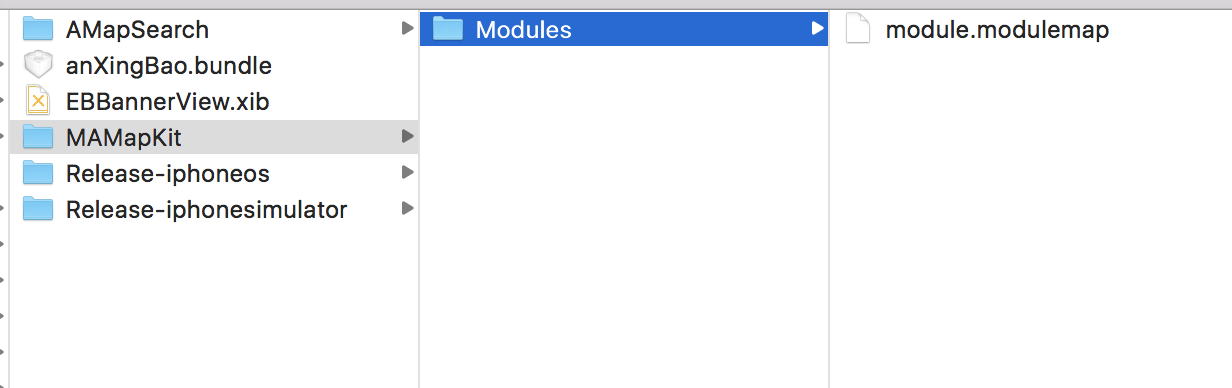 AMapSearch
anXingBao.bundle
EBBannerView.xib
MAMapKit
Release-iphoneos
Release-iphonesimulator
Modules
module.modulemap